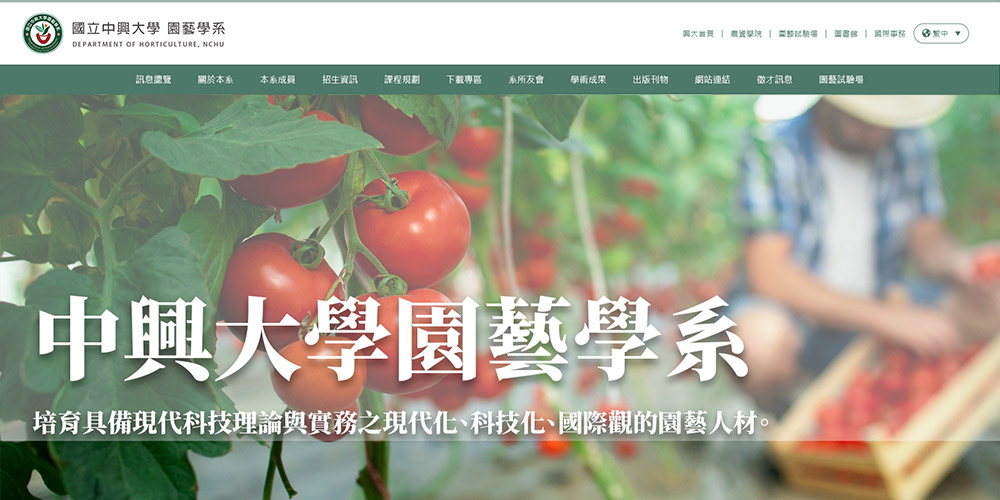 國立中興大學 園藝學系
DEPARTMENT OF HORTICULTURE, NCHU
興大首頁 | 農資學院 | 園藝試驗場 | 圖書館 | 國際事務 繁中 ▼
訊息總覽 關於本系 本系成員 招生資訊 課程規劃 下載專區 系所友會 學術成果 出版刊物 網站連結 徵才訊息 園藝試驗場
中興大學園藝學系
培育具備現代科技理論與實務之現代化、科技化、國際觀的園藝人材。